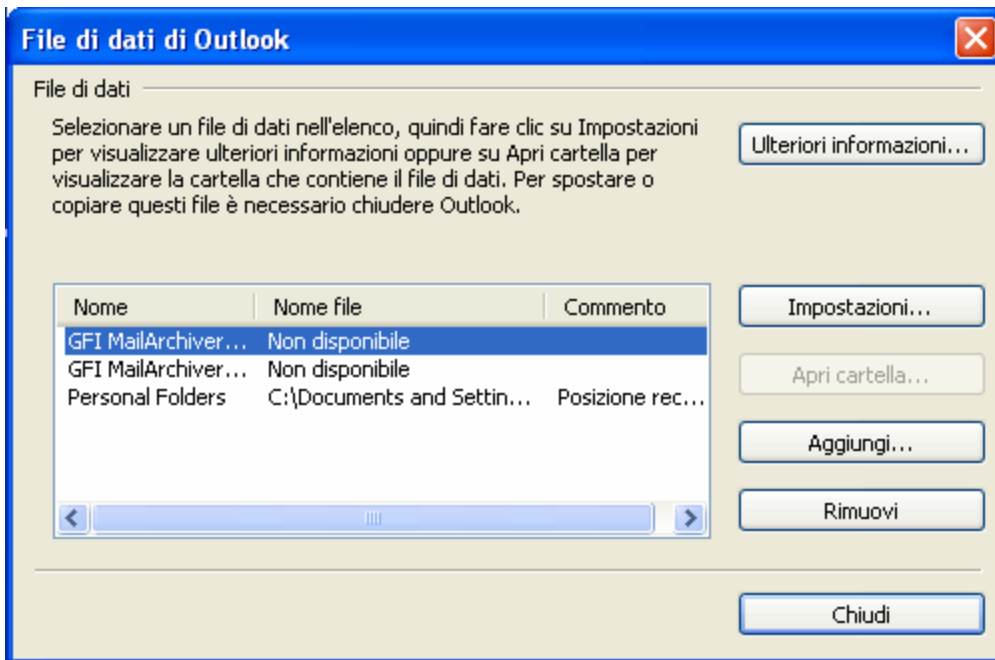 File di dati di Outlook
File di dati
Selezionare un file di dati nell'elenco, quindi fare clic su Impostazioni
per visualizzare ulteriori informazioni oppure su Apri cartella per
visualizzare la cartella che contiene il file di dati. Per spostare o
copiare questi file è necessario chiudere Outlook.
Ulteriori informazioni...
Nome Nome file Commento
GFI MailArchiver... Non disponibile
GFI MailArchiver... Non disponibile
Personal Folders C:\Documents and Settin... Posizione rec...
Impostazioni...
Apri cartella...
Aggiungi...
Rimuovi
Chiudi